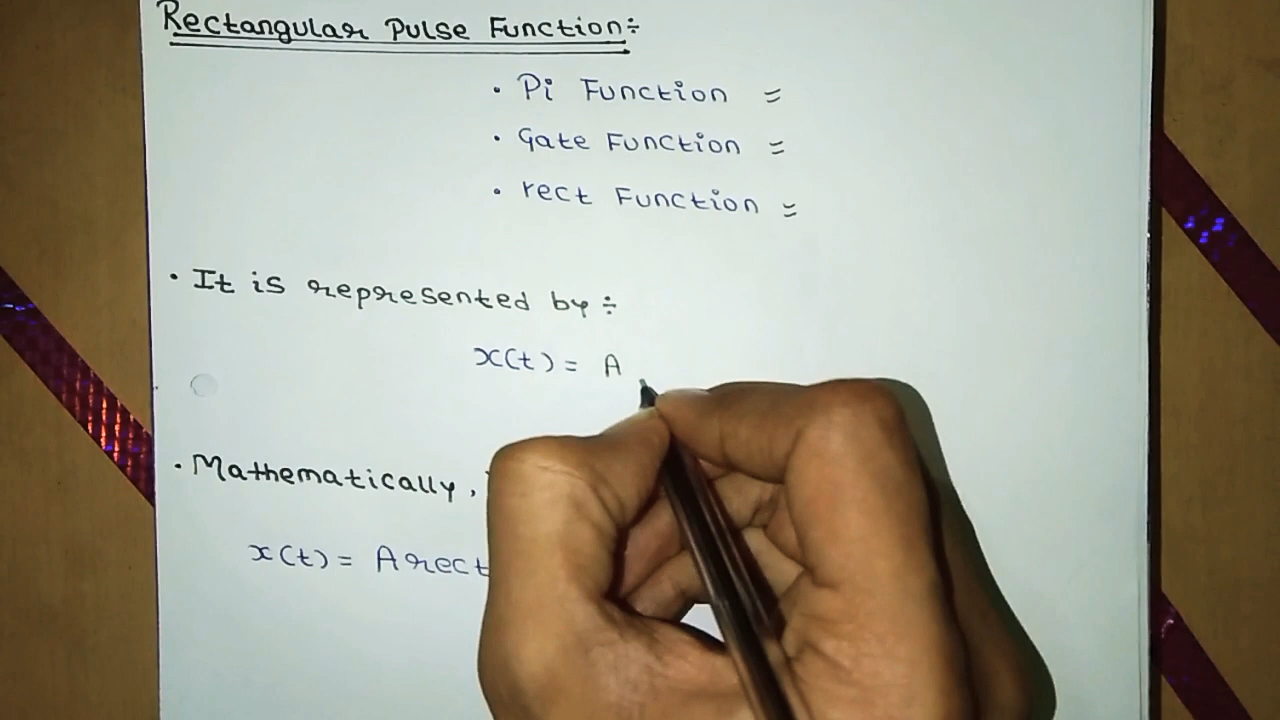 Rectangular Pulse Function÷
• Pi Function =
• Gate Function =
• rect Function =
• It is represented by ÷
x(t) = A
• Mathematically,
x(t) = A rect